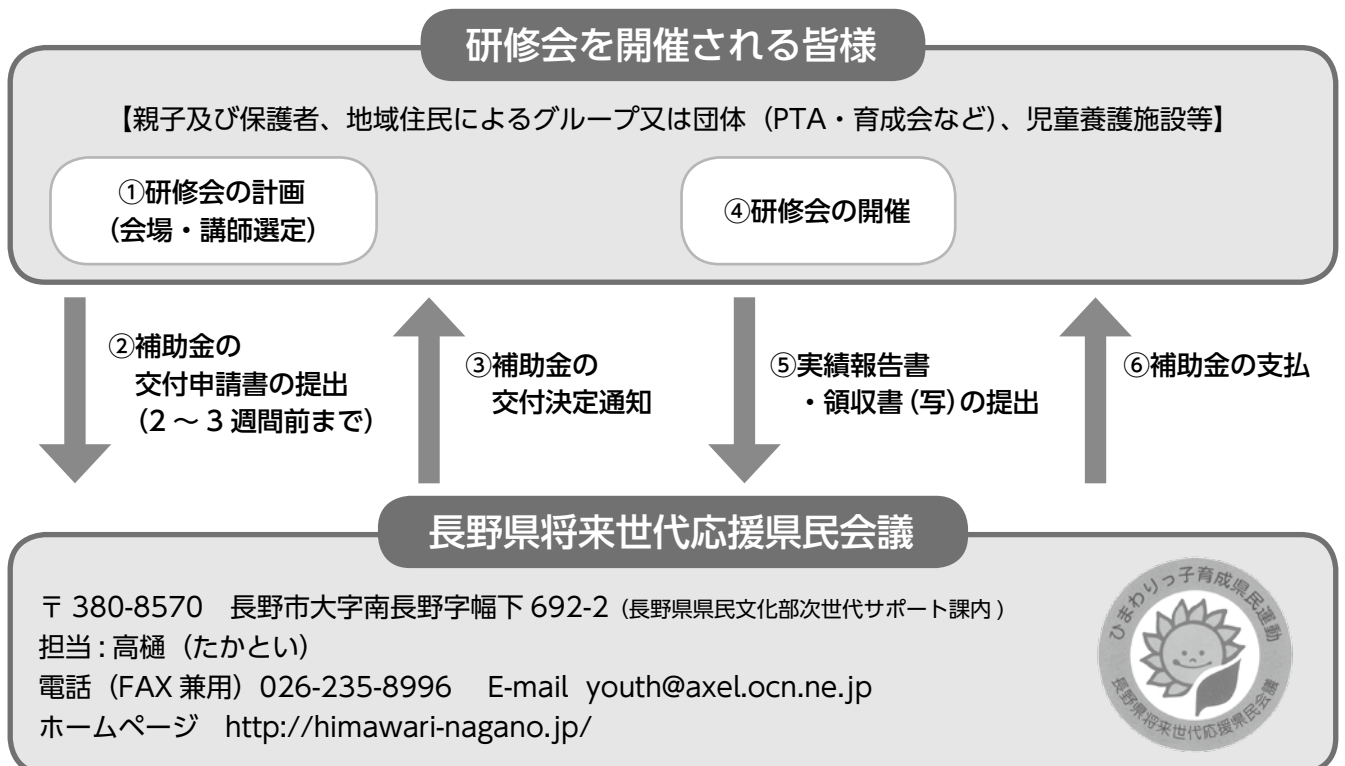 研修会を開催される皆様
【親子及び保護者、地域住民によるグループ又は団体（PTA・育成会など）、児童養護施設等】
①研修会の計画
（会場・講師選定）
④研修会の開催
②補助金の
交付申請書の提出
（2～3週間前まで）
③補助金の
交付決定通知
⑤実績報告書
・領収書（写）の提出
⑥補助金の支払
長野県将来世代応援県民会議
〒380-8570　長野市大字南長野字幅下 692-2（長野県県民文化部次世代サポート課内）
担当：高樋（たかとい）
電話（FAX 兼用）026-235-8996　E-mail youth@axel.ocn.ne.jp
ホームページ　http://himawari-nagano.jp/
ひまわりっ子育成県民運動
長野県将来世代応援県民会議